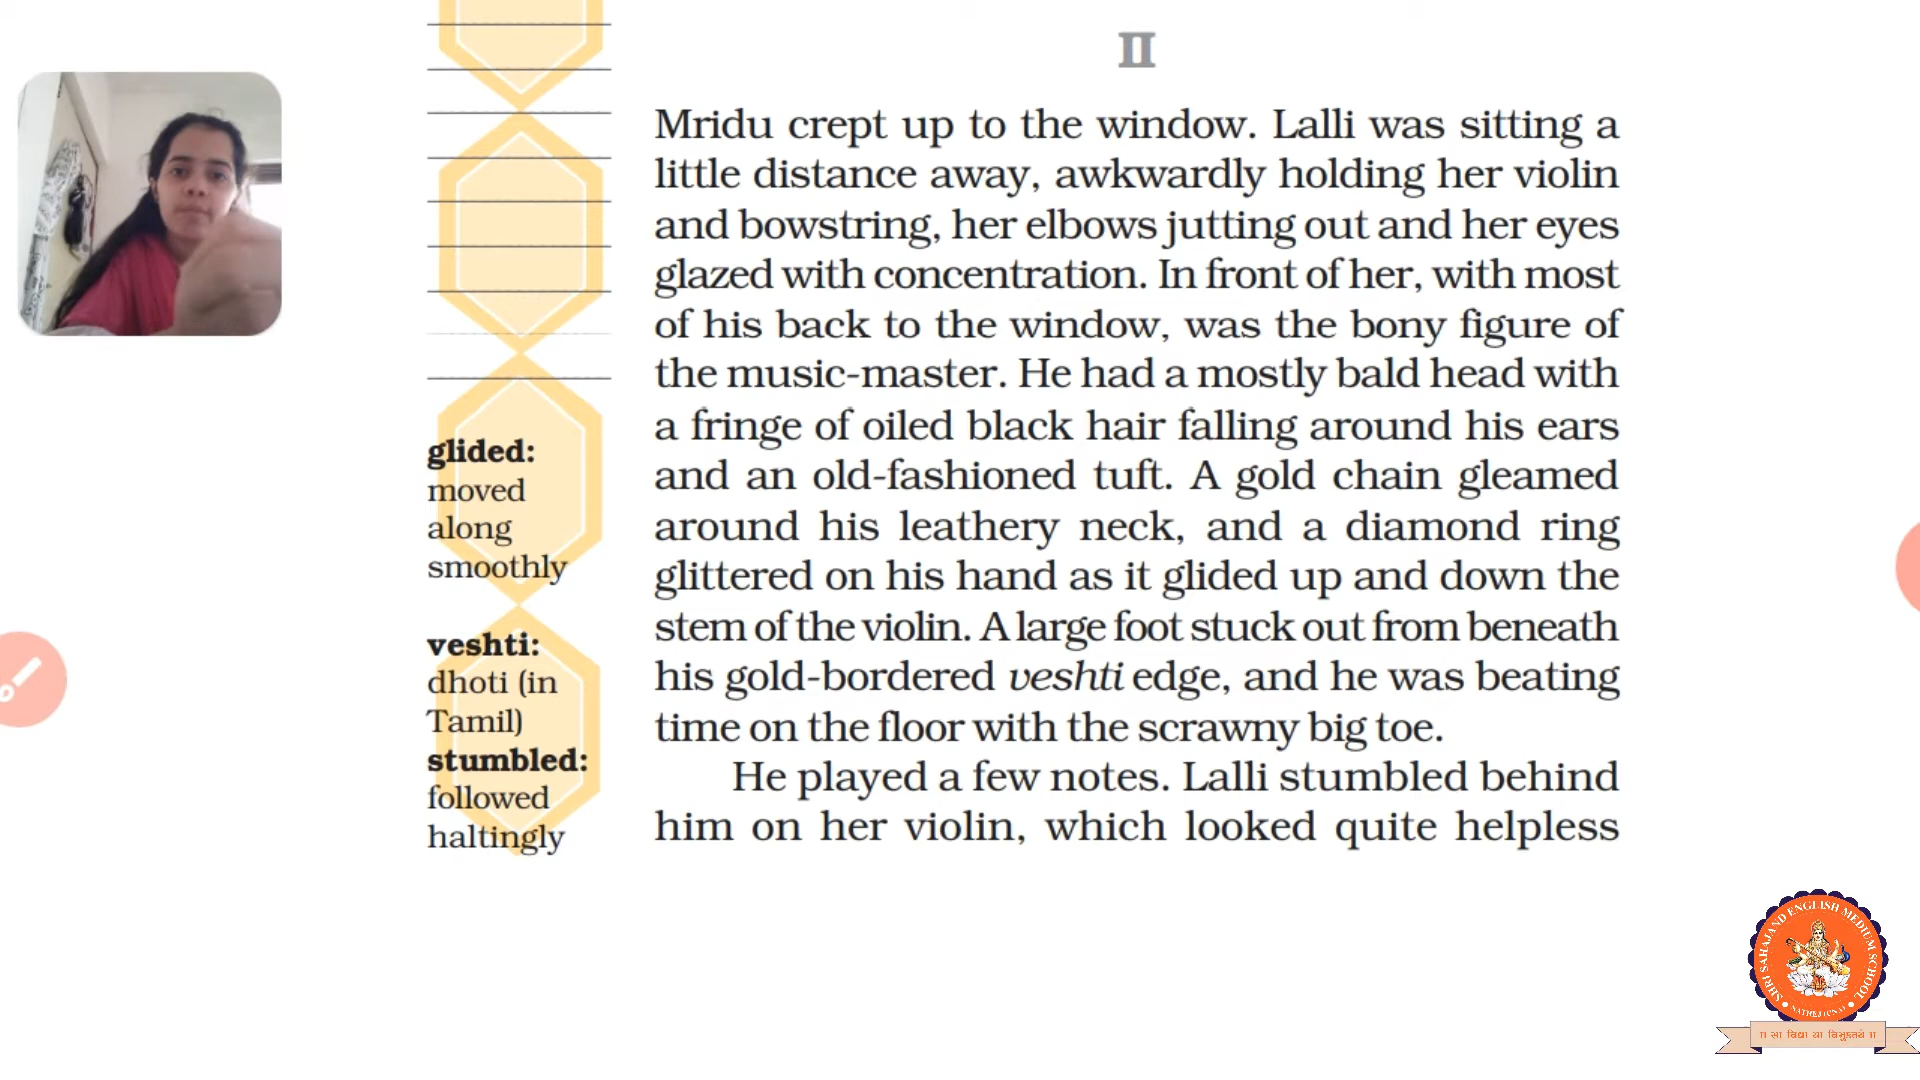 II
Mridu crept up to the window. Lalli was sitting a
little distance away, awkwardly holding her violin
and bowstring, her elbows jutting out and her eyes
glazed with concentration. In front of her, with most
of his back to the window, was the bony figure of
the music-master. He had a mostly bald head with
a fringe of oiled black hair falling around his ears
and an old-fashioned tuft. A gold chain gleamed
around his leathery neck, and a diamond ring
glittered on his hand as it glided up and down the
stem of the violin. A large foot stuck out from beneath
his gold-bordered veshti edge, and he was beating
time on the floor with the scrawny big toe.
He played a few notes. Lalli stumbled behind
him on her violin, which looked quite helpless
glided:
moved
along
smoothly
veshti:
dhoti (in
Tamil)
stumbled:
followed
haltingly
SHRI SAHAJANAND ENGLISH MEDIUM SCHOOL
॥ सा विद्या या विमुक्तये ॥